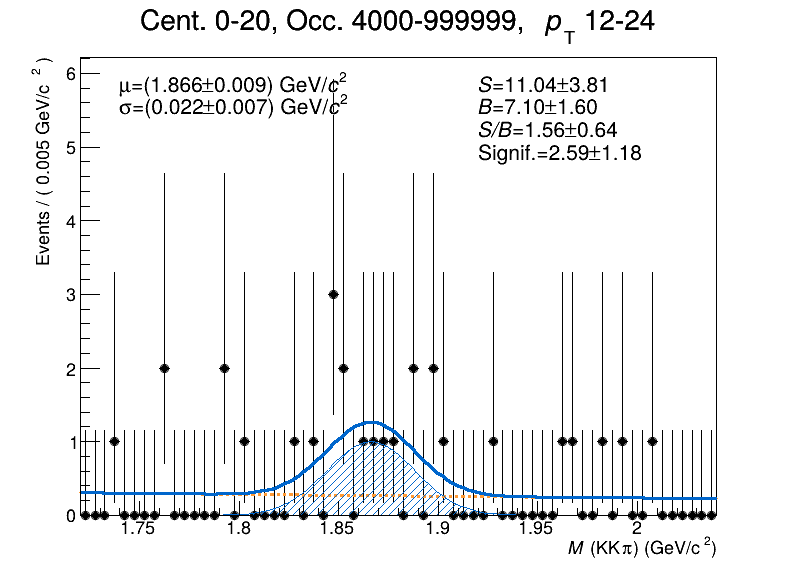 Cent. 0-20, Occ. 4000-999999, p_T 12-24
μ=(1.866±0.009) GeV/c²
σ=(0.022±0.007) GeV/c²
S=11.04±3.81
B=7.10±1.60
S/B=1.56±0.64
Signif.=2.59±1.18
Events / ( 0.005 GeV/c² )
6
5
4
3
2
1
0
1.75 1.8 1.85 1.9 1.95 2
M (KKπ) (GeV/c²)